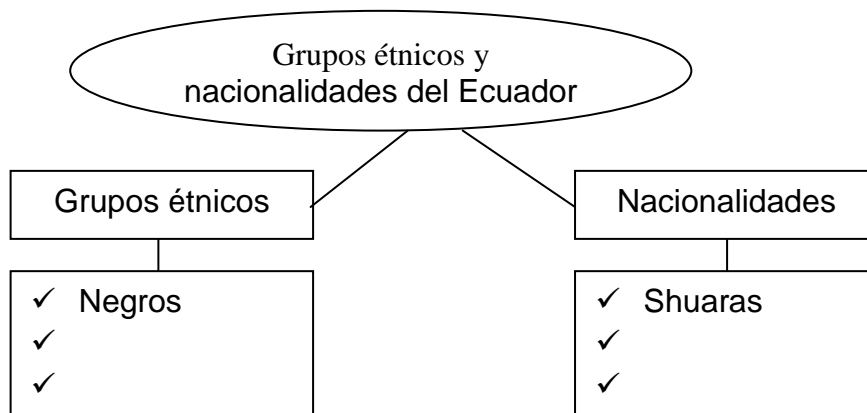 Grupos étnicos y
nacionalidades del Ecuador
Grupos étnicos
Nacionalidades
✓ Negros
✓
✓
✓ Shuaras
✓
✓